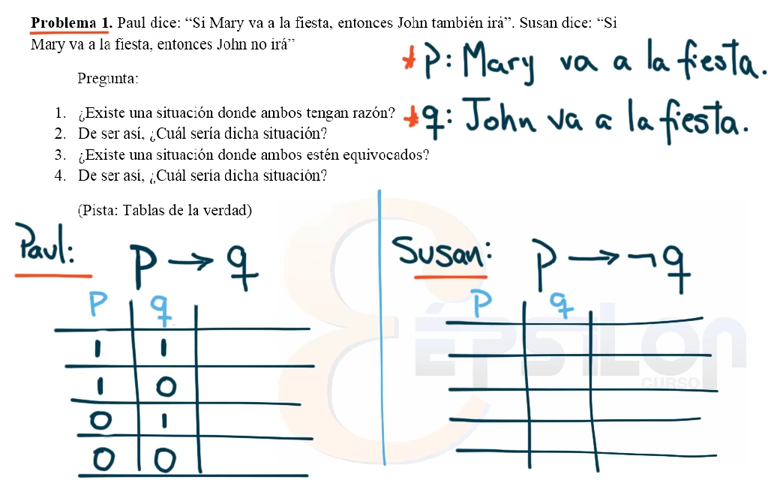 Problema 1. Paul dice: “Si Mary va a la fiesta, entonces John también irá”. Susan dice: “Si
Mary va a la fiesta, entonces John no irá”
Pregunta:
1. ¿Existe una situación donde ambos tengan razón?
2. De ser así, ¿Cuál sería dicha situación?
3. ¿Existe una situación donde ambos estén equivocados?
4. De ser así, ¿Cuál sería dicha situación?
(Pista: Tablas de la verdad)
* p: Mary va a la fiesta.
* q: John va a la fiesta.
Paul: p → q
p q
1 1
1 0
0 1
0 0
Susan: p → ¬q
p q
ÉPSILON
CURSO